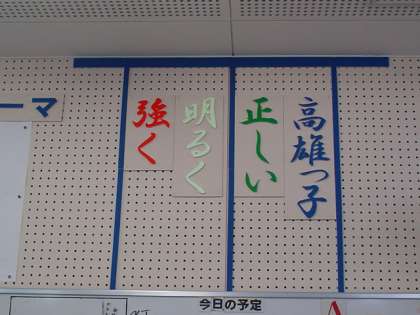 強く
明るく
正しい
高雄っ子
ーマ
今日の予定